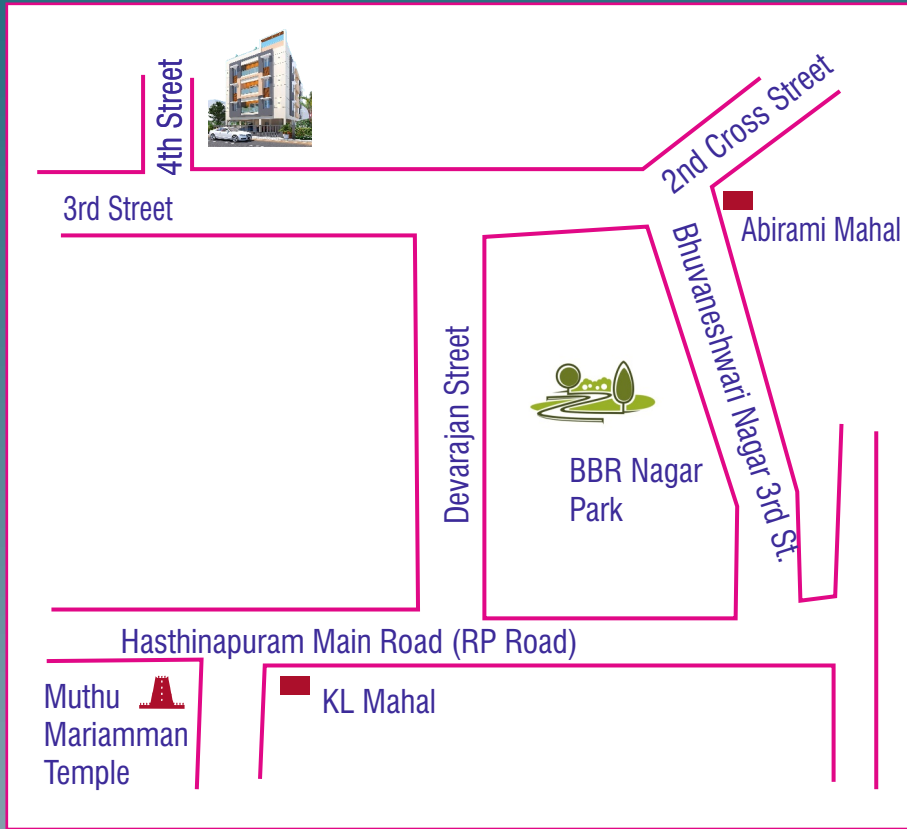 4th Street
2nd Cross Street
3rd Street
Abirami Mahal
Bhuvaneshwari Nagar 3rd St.
Devarajan Street
BBR Nagar
Park
Hasthinapuram Main Road (RP Road)
Muthu
Mariamman
Temple
KL Mahal